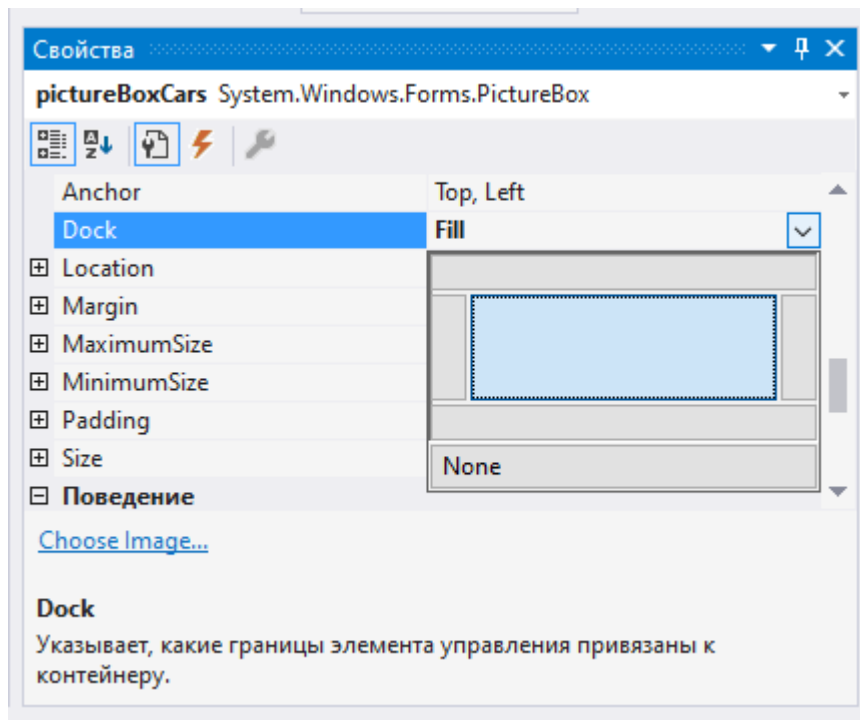 Свойства
pictureBoxCars System.Windows.Forms.PictureBox
Anchor Top, Left
Dock Fill
Location
Margin
MaximumSize
MinimumSize
Padding
Size
None
Поведение
Choose Image...
Dock
Указывает, какие границы элемента управления привязаны к
контейнеру.